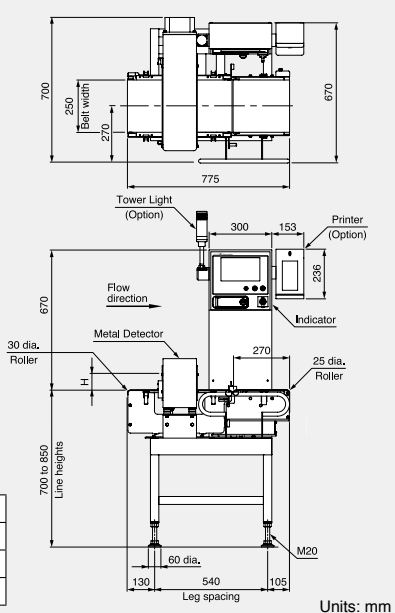 700
250
Belt width
270
670
775
Tower Light
(Option)
300
153
Printer
(Option)
236
670
Flow
direction
Indicator
Metal Detector
30 dia.
Roller
H
270
25 dia.
Roller
700 to 850
Line heights
M20
60 dia.
130
540
105
Leg spacing
Units: mm